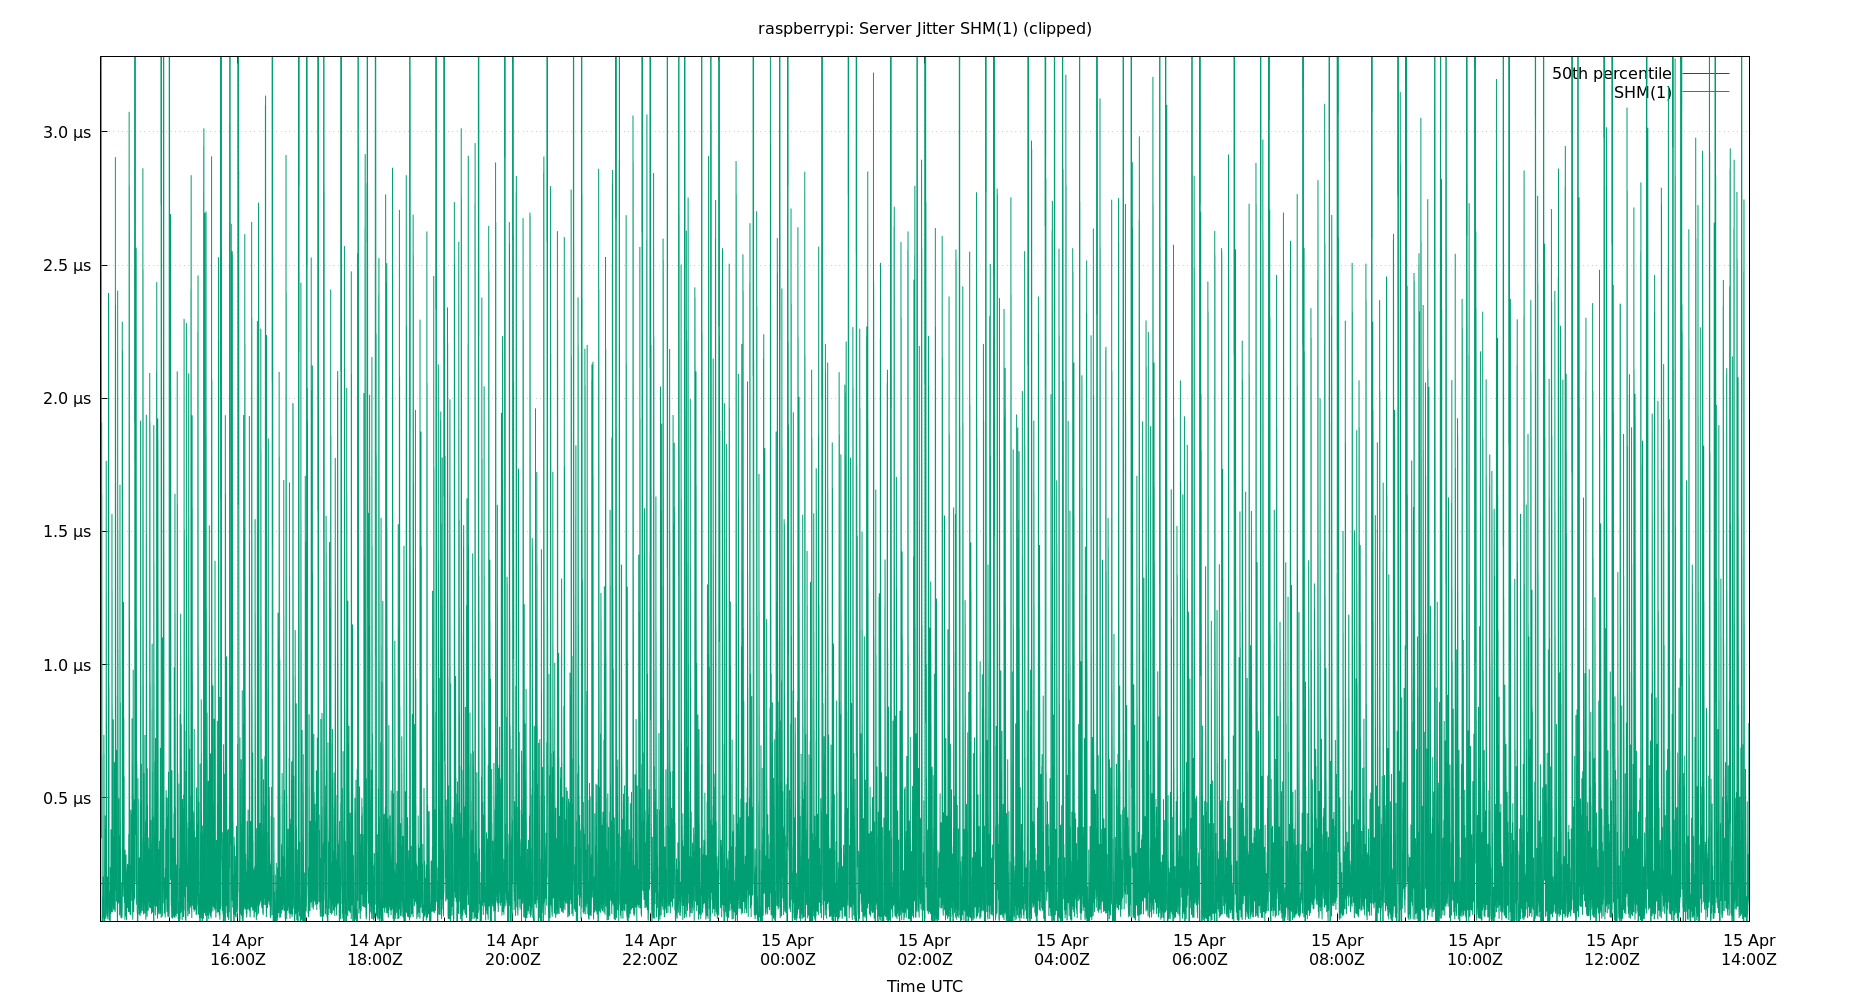 raspberrypi: Server Jitter SHM(1) (clipped)
50th percentile
SHM(1)
3.0 µs
2.5 µs
2.0 µs
1.5 µs
1.0 µs
0.5 µs
14 Apr 14 Apr 14 Apr 14 Apr 15 Apr 15 Apr 15 Apr 15 Apr 15 Apr 15 Apr 15 Apr 15 Apr
16:00Z 18:00Z 20:00Z 22:00Z 00:00Z 02:00Z 04:00Z 06:00Z 08:00Z 10:00Z 12:00Z 14:00Z
Time UTC